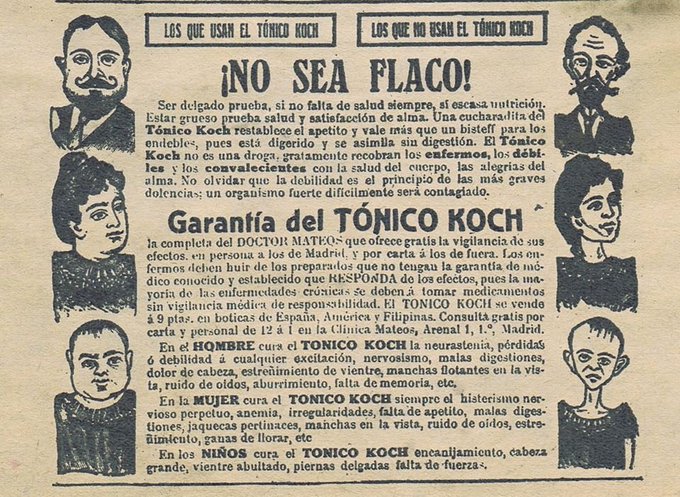 LOS QUE USAN EL TÓNICO KOCH
LOS QUE NO USAN EL TÓNICO KOCH
¡NO SEA FLACO!
Ser delgado prueba, si no falta de salud siempre, sí escasa nutrición.
Estar grueso prueba salud y satisfacción de alma. Una cucharadita del
Tónico Koch restablece el apetito y vale más que un bisteff para los
endebles, pues está digerido y se asimila sin digestión. El Tónico
Koch no es una droga, gratamente recobran los enfermos, los débi-
les y los convalecientes con la salud del cuerpo, las alegrías del
alma. No olvidar que la debilidad es el principio de las más graves
dolencias; un organismo fuerte difícilmente será contagiado.
Garantía del TÓNICO KOCH
la completa del DOCTOR MATEOS que ofrece gratis la vigilancia de sus
efectos, en persona a los de Madrid, y por carta á los de fuera. Los en-
fermos deben huir de los preparados que no tengan la garantía de mé-
dico conocido y establecido que RESPONDA de los efectos, pues la ma-
yoría de las enfermedades crónicas se deben á tomar medicamentos
sin vigilancia médica de responsabilidad. El TONICO KOCH se vende
á 9 ptas. en boticas de España, América y Filipinas. Consulta gratis por
carta y personal de 12 á 1 en la Clínica Mateos, Arenal 1, 1.º, Madrid.
En el HOMBRE cura el TONICO KOCH la neurastenia, pérdidas
ó debilidad á cualquier excitación, nervosismo, malas digestiones,
dolor de cabeza, estreñimiento de vientre, manchas flotantes en la vis-
ta, ruido de oídos, aburrimiento, falta de memoria, etc.
En la MUJER cura el TONICO KOCH siempre el histerismo ner-
vioso perpetuo, anemia, irregularidades, falta de apetito, malas diges-
tiones, jaquecas pertinaces, manchas en la vista, ruido de oídos, estre-
ñimiento, ganas de llorar, etc
En los NIÑOS cura el TONICO KOCH encanijamiento, cabeza
grande, vientre abultado, piernas delgadas falta de fuerzas.